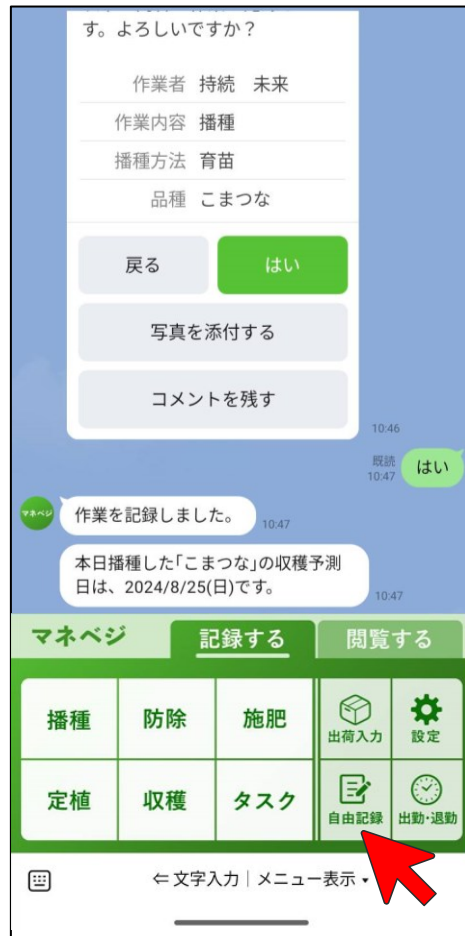 す。よろしいですか?
作業者 持続 未来
作業内容 播種
播種方法 育苗
品種 こまつな
戻る はい
写真を添付する
コメントを残す
10:46
既読
10:47
はい
マネベジ
作業を記録しました。
10:47
本日播種した「こまつな」の収穫予測
日は、2024/8/25(日)です。
10:47
マネベジ 記録する 閲覧する
播種 防除 施肥 出荷入力 設定
定植 収穫 タスク 自由記録 出勤・退勤
⇐ 文字入力|メニュー表示 ▾